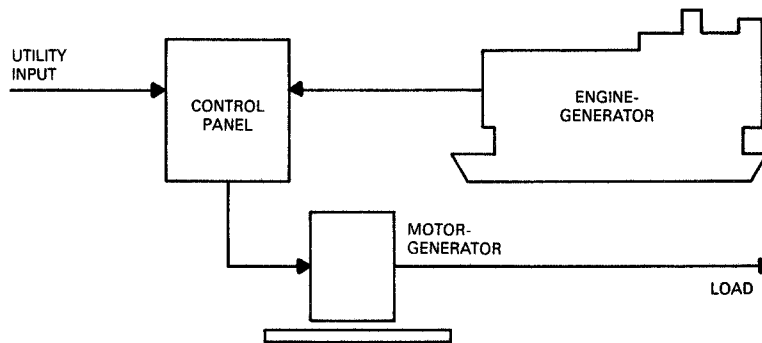 UTILITY
INPUT
CONTROL
PANEL
ENGINE-
GENERATOR
MOTOR-
GENERATOR
LOAD